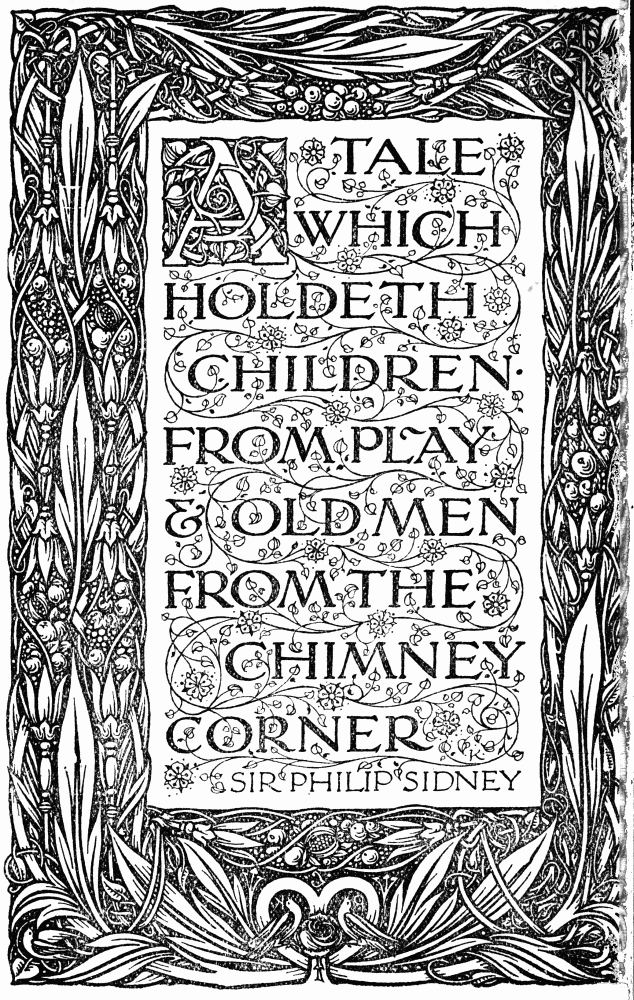 A TALE
WHICH
HOLDETH
CHILDREN
FROM PLAY
& OLD MEN
FROM THE
CHIMNEY
CORNER
SIR PHILIP SIDNEY